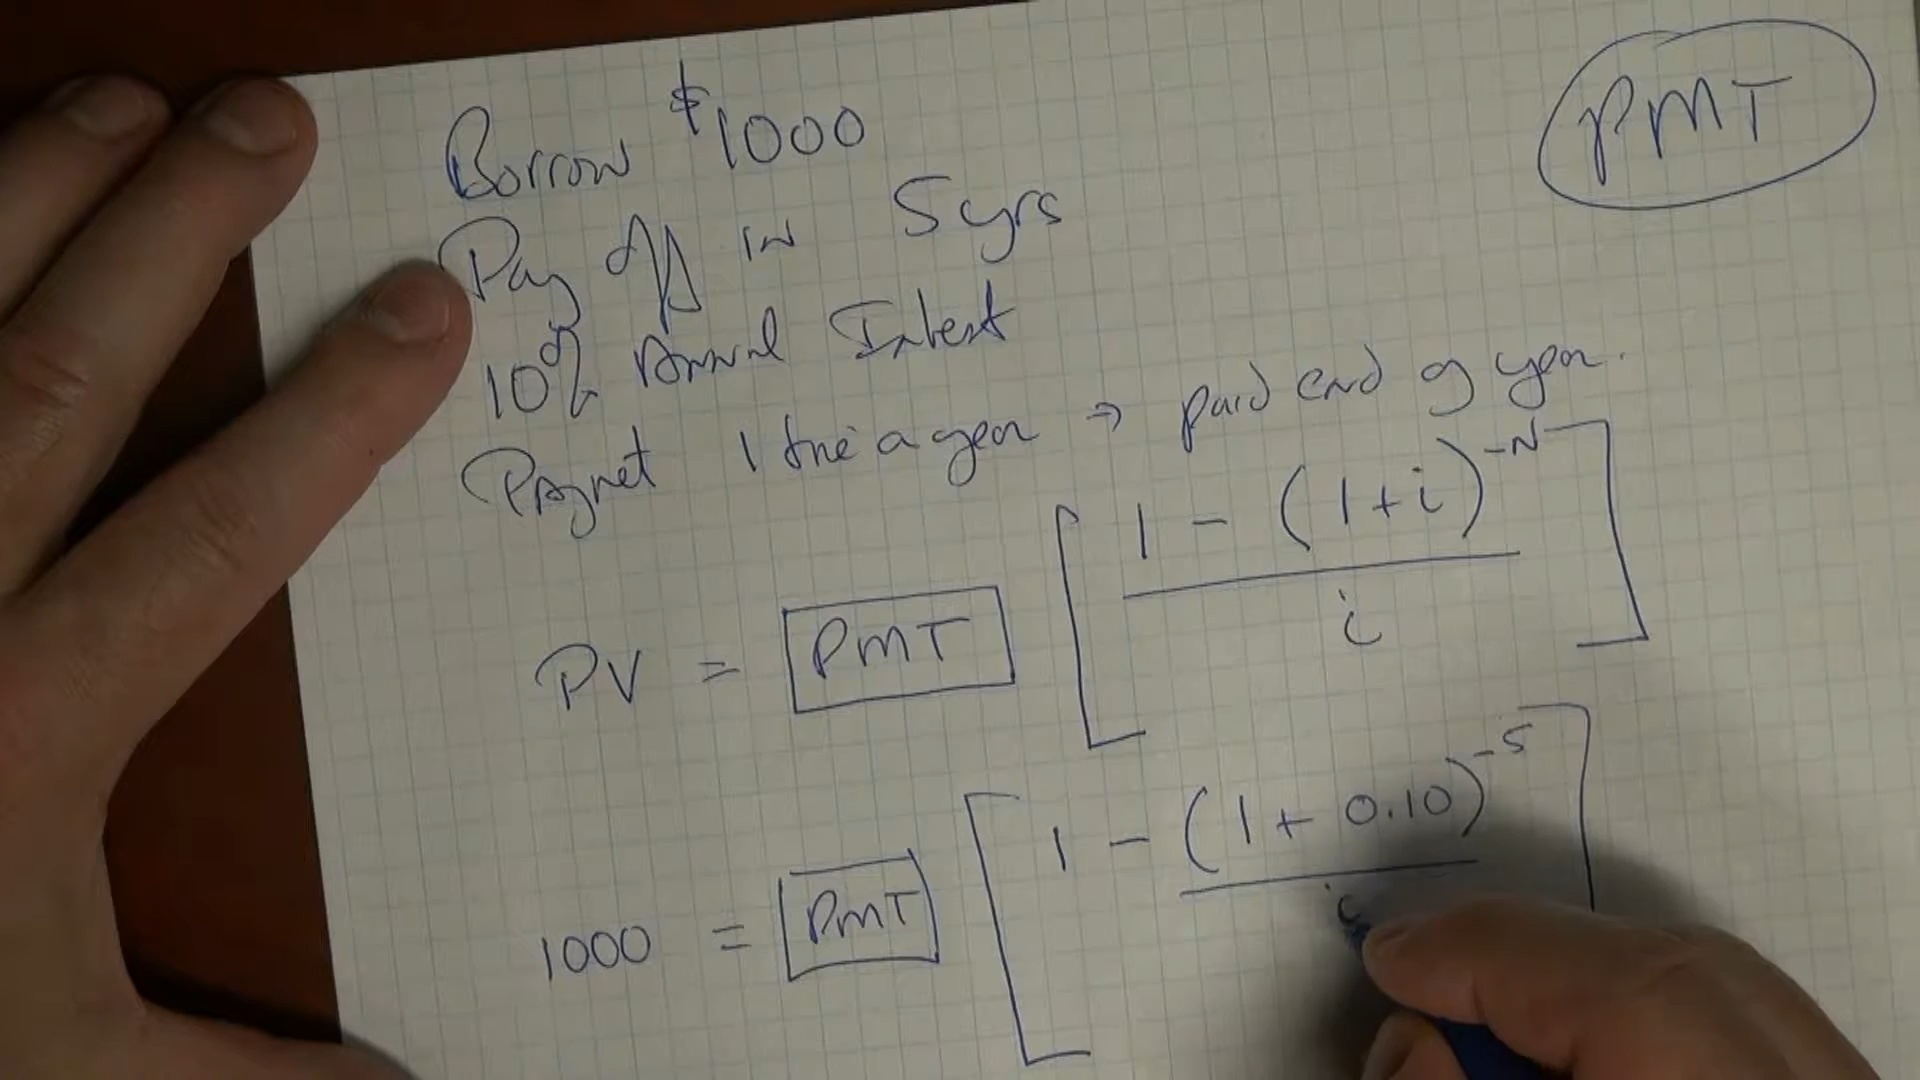 PMT
Borrow $1000
Pay off in 5 yrs
10% Annual Interest
Payment 1 time a year → paid end of year.
PV = PMT [ 1 - (1+i)^-N / i ]
1000 = PMT [ 1 - (1 + 0.10)^-5 / i ]